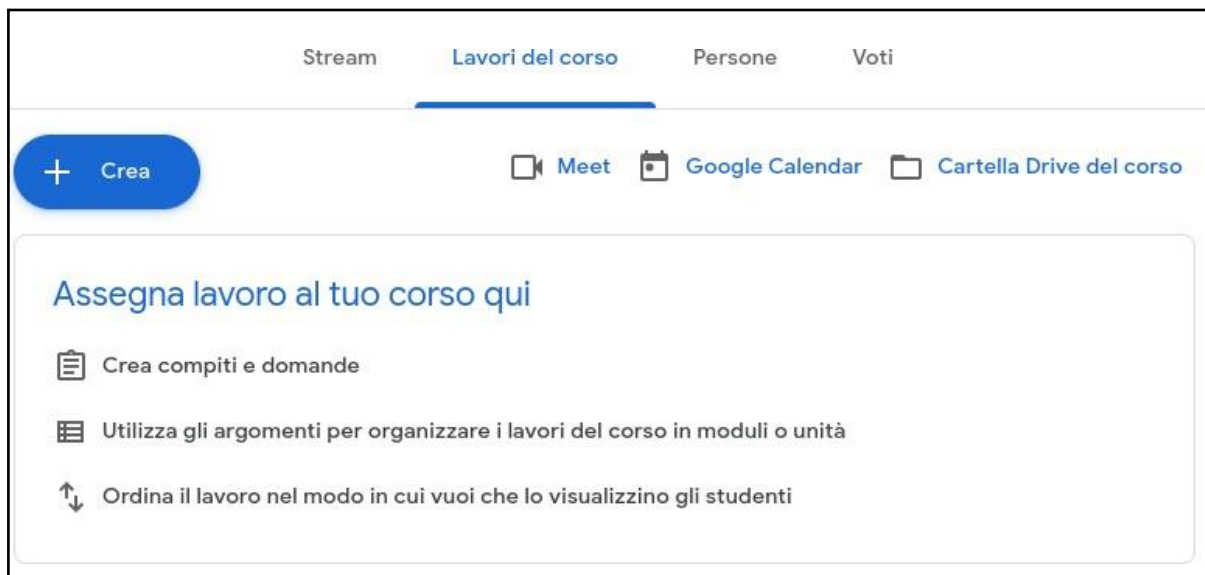 Stream Lavori del corso Persone Voti
Crea Meet Google Calendar Cartella Drive del corso
Assegna lavoro al tuo corso qui
Crea compiti e domande
Utilizza gli argomenti per organizzare i lavori del corso in moduli o unità
Ordina il lavoro nel modo in cui vuoi che lo visualizzino gli studenti